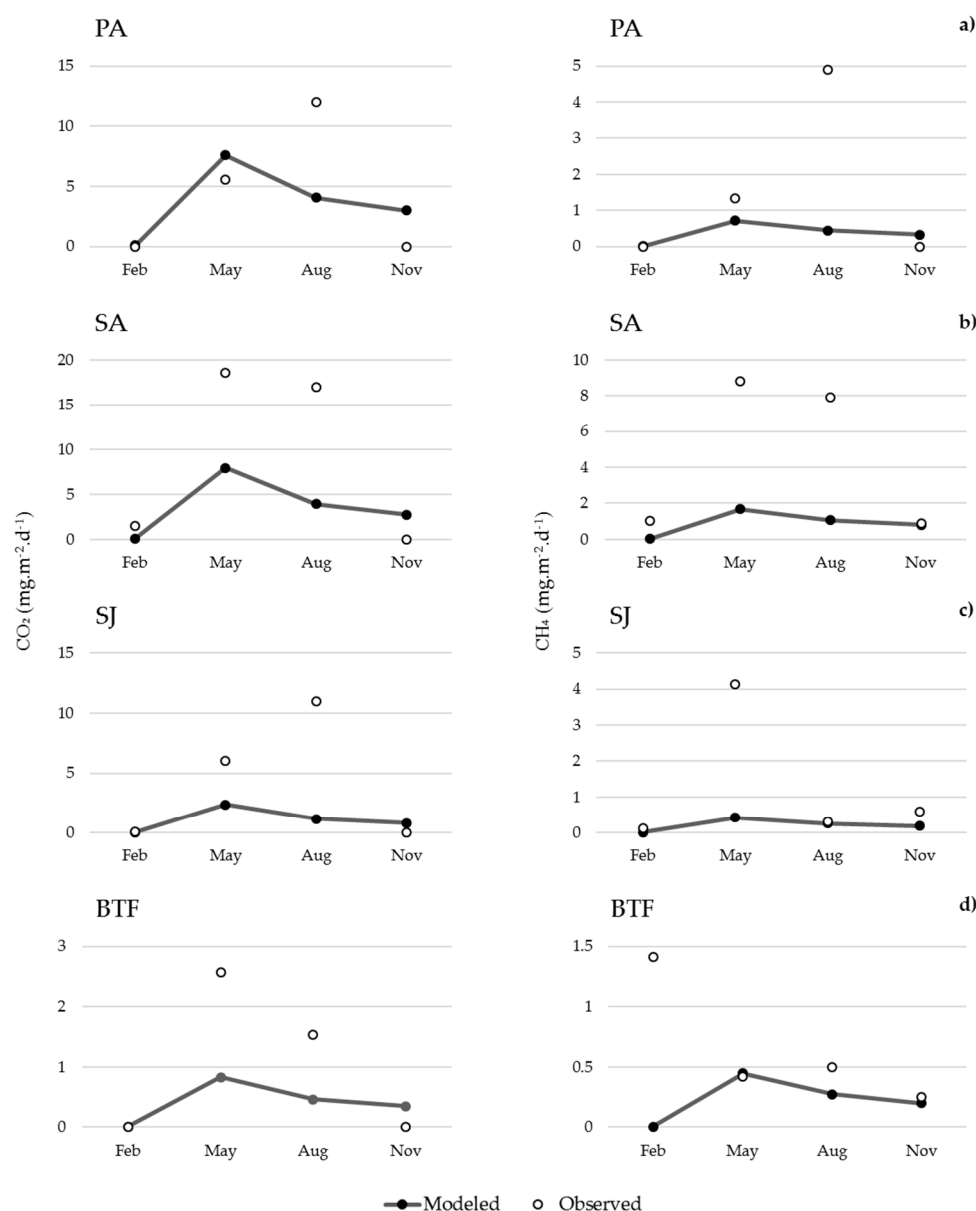 PA
PA
a)
15
10
5
0
Feb May Aug Nov
5
4
3
2
1
0
Feb May Aug Nov
SA
SA
b)
20
15
10
5
0
Feb May Aug Nov
10
8
6
4
2
0
Feb May Aug Nov
CO₂ (mg.m⁻².d⁻¹)
CH₄ (mg.m⁻².d⁻¹)
SJ
SJ
c)
15
10
5
0
Feb May Aug Nov
5
4
3
2
1
0
Feb May Aug Nov
BTF
BTF
d)
3
2
1
0
Feb May Aug Nov
1.5
1
0.5
0
Feb May Aug Nov
Modeled Observed